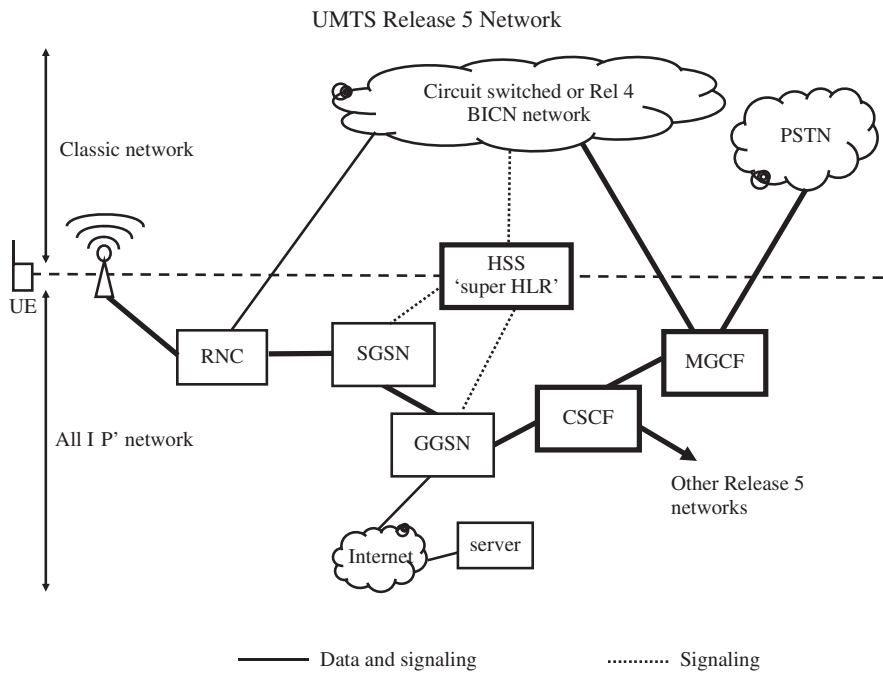 UMTS Release 5 Network
Circuit switched or Rel 4
BICN network
PSTN
Classic network
HSS
‘super HLR’
UE
RNC
SGSN
MGCF
CSCF
GGSN
All I P’ network
Other Release 5
networks
Internet
server
Data and signaling
Signaling